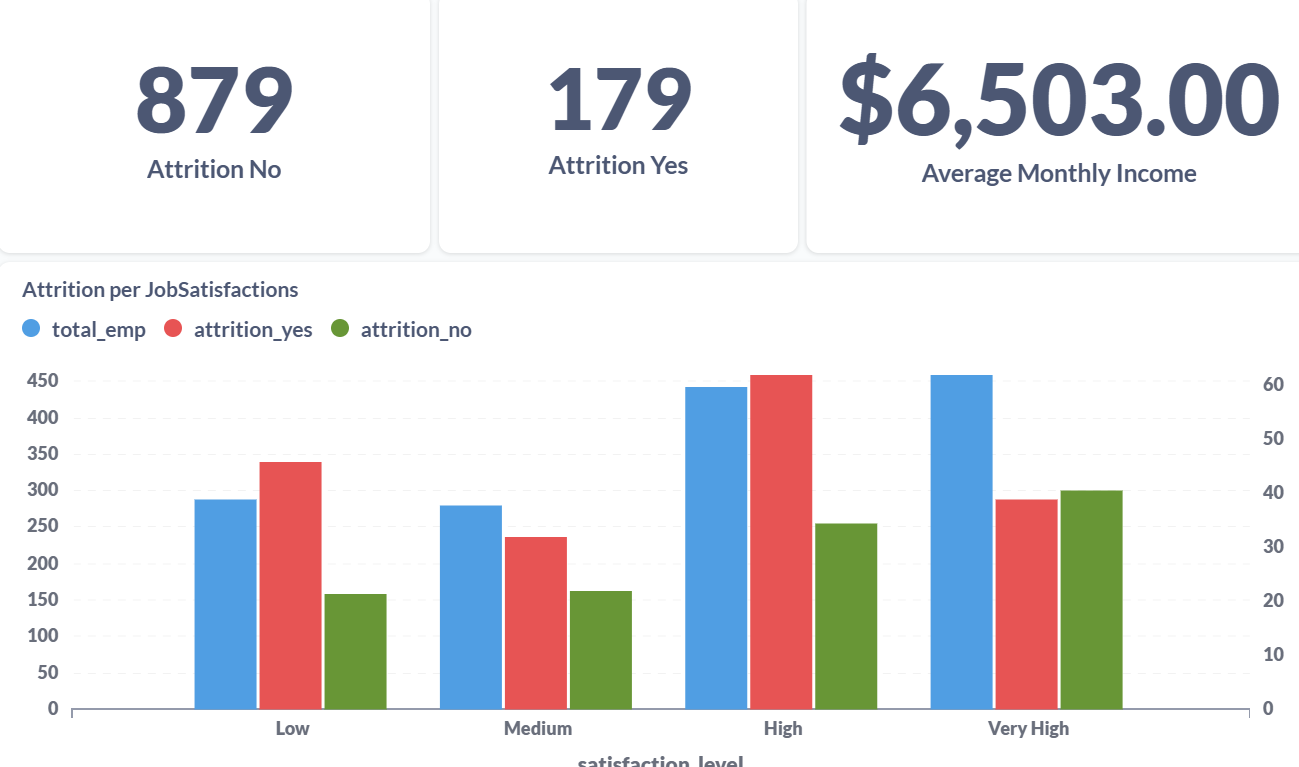 879
Attrition No
179
Attrition Yes
$6,503.00
Average Monthly Income
Attrition per JobSatisfactions
total_emp attrition_yes attrition_no
450
400
350
300
250
200
150
100
50
0
60
50
40
30
20
10
0
Low Medium High Very High
satisfaction_level